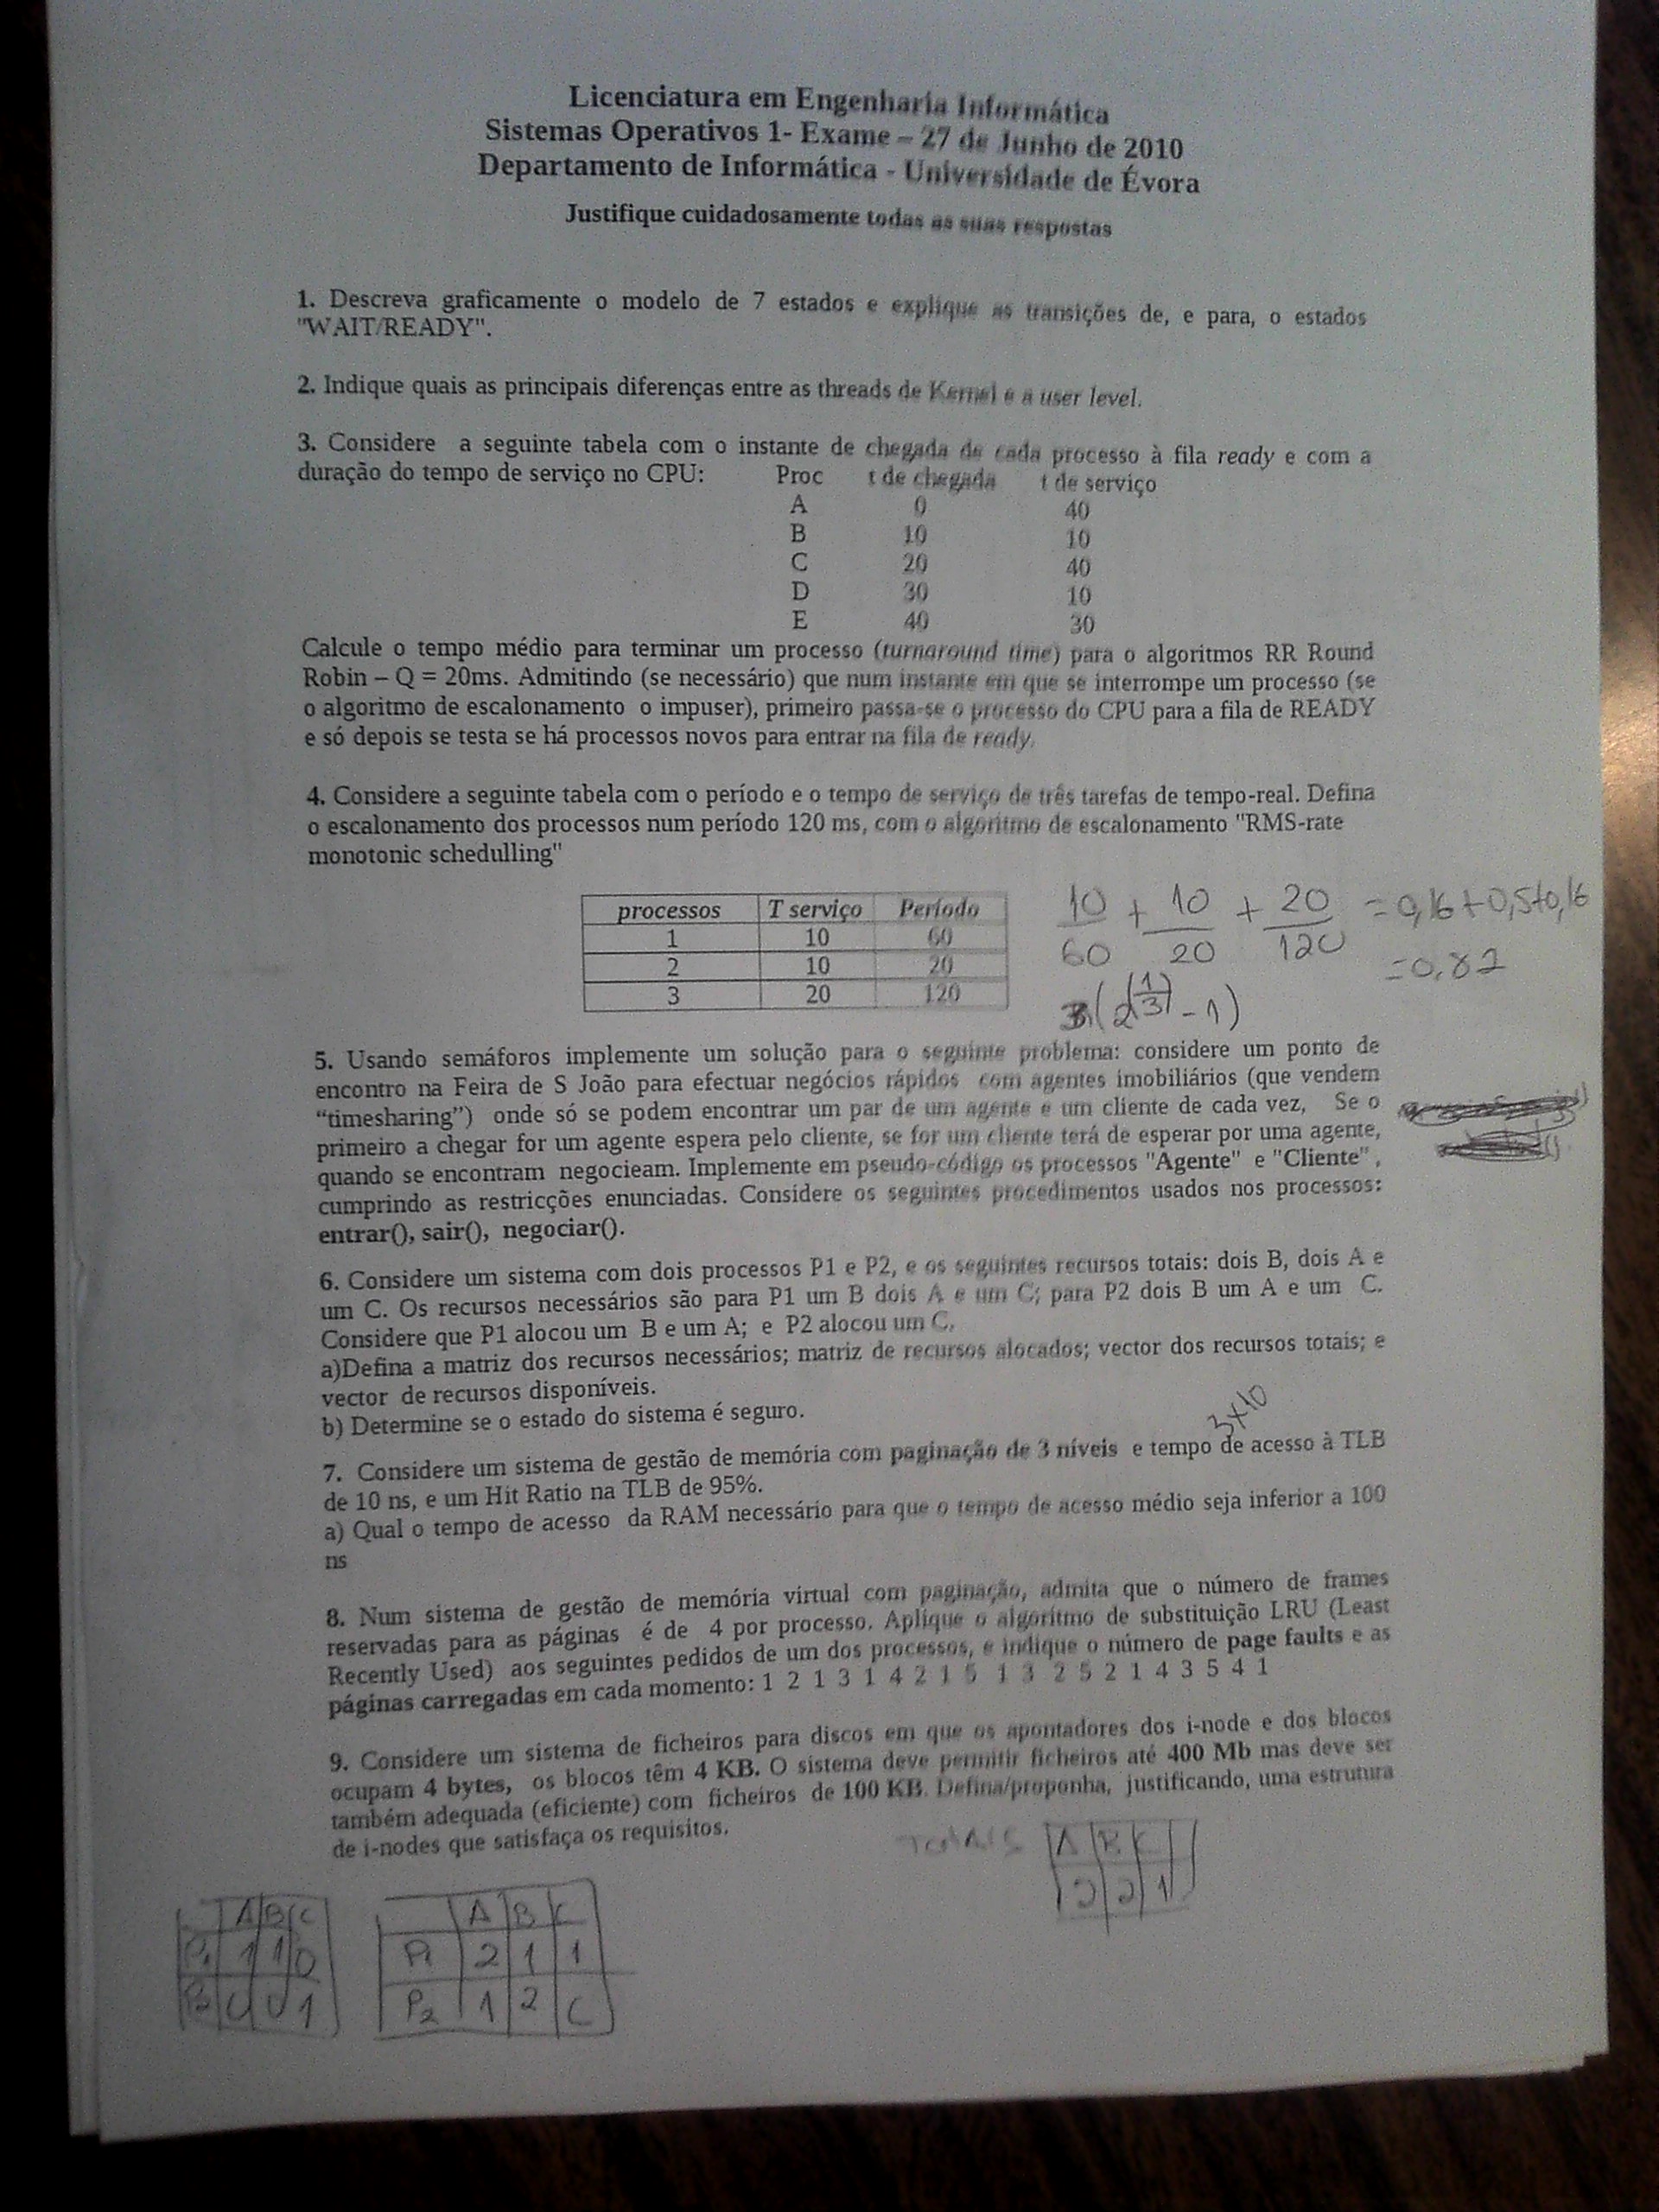 Licenciatura em Engenharia Informática
Sistemas Operativos 1- Exame – 27 de Junho de 2010
Departamento de Informática - Universidade de Évora
Justifique cuidadosamente todas as suas respostas
1. Descreva graficamente o modelo de 7 estados e explique as transições de, e para, o estados
"WAIT/READY".
2. Indique quais as principais diferenças entre as threads de Kernel e a user level.
3. Considere a seguinte tabela com o instante de chegada de cada processo à fila ready e com a
duração do tempo de serviço no CPU: Proc t de chegada t de serviço
A 0 40
B 10 10
C 20 40
D 30 10
E 40 30
Calcule o tempo médio para terminar um processo (turnaround time) para o algoritmos RR Round
Robin – Q = 20ms. Admitindo (se necessário) que num instante em que se interrompe um processo (se
o algoritmo de escalonamento o impuser), primeiro passa-se o processo do CPU para a fila de READY
e só depois se testa se há processos novos para entrar na fila de ready.
4. Considere a seguinte tabela com o período e o tempo de serviço de três tarefas de tempo-real. Defina
o escalonamento dos processos num período 120 ms, com o algoritmo de escalonamento "RMS-rate
monotonic schedulling"
processos T serviço Período
1 10 60
2 10 20
3 20 120
10/60 + 10/20 + 20/120 = 0,16+0,5+0,16
=0,82
3(2(1/3) - 1)
5. Usando semáforos implemente um solução para o seguinte problema: considere um ponto de
encontro na Feira de S João para efectuar negócios rápidos com agentes imobiliários (que vendem
“timesharing”) onde só se podem encontrar um par de um agente e um cliente de cada vez, Se o
primeiro a chegar for um agente espera pelo cliente, se for um cliente terá de esperar por uma agente,
quando se encontram negocieam. Implemente em pseudo-código os processos "Agente" e "Cliente" ,
cumprindo as restricções enunciadas. Considere os seguintes procedimentos usados nos processos:
entrar(), sair(), negociar().
6. Considere um sistema com dois processos P1 e P2, e os seguintes recursos totais: dois B, dois A e
um C. Os recursos necessários são para P1 um B dois A e um C; para P2 dois B um A e um C.
Considere que P1 alocou um B e um A; e P2 alocou um C.
a)Defina a matriz dos recursos necessários; matriz de recursos alocados; vector dos recursos totais; e
vector de recursos disponíveis.
b) Determine se o estado do sistema é seguro.
3x10
7. Considere um sistema de gestão de memória com paginação de 3 níveis e tempo de acesso à TLB
de 10 ns, e um Hit Ratio na TLB de 95%.
a) Qual o tempo de acesso da RAM necessário para que o tempo de acesso médio seja inferior a 100
ns
8. Num sistema de gestão de memória virtual com paginação, admita que o número de frames
reservadas para as páginas é de 4 por processo. Aplique o algoritmo de substituição LRU (Least
Recently Used) aos seguintes pedidos de um dos processos, e indique o número de page faults e as
páginas carregadas em cada momento: 1 2 1 3 1 4 2 1 5 1 3 2 5 2 1 4 3 5 4 1
9. Considere um sistema de ficheiros para discos em que os apontadores dos i-node e dos blocos
ocupam 4 bytes, os blocos têm 4 KB. O sistema deve permitir ficheiros até 400 Mb mas deve ser
também adequada (eficiente) com ficheiros de 100 KB. Defina/proponha, justificando, uma estrutura
de i-nodes que satisfaça os requisitos.
TOTAIS A B C
2 2 1
A B C
P1 1 1 0
P2 0 0 1
A B C
P1 2 1 1
P2 1 2 C